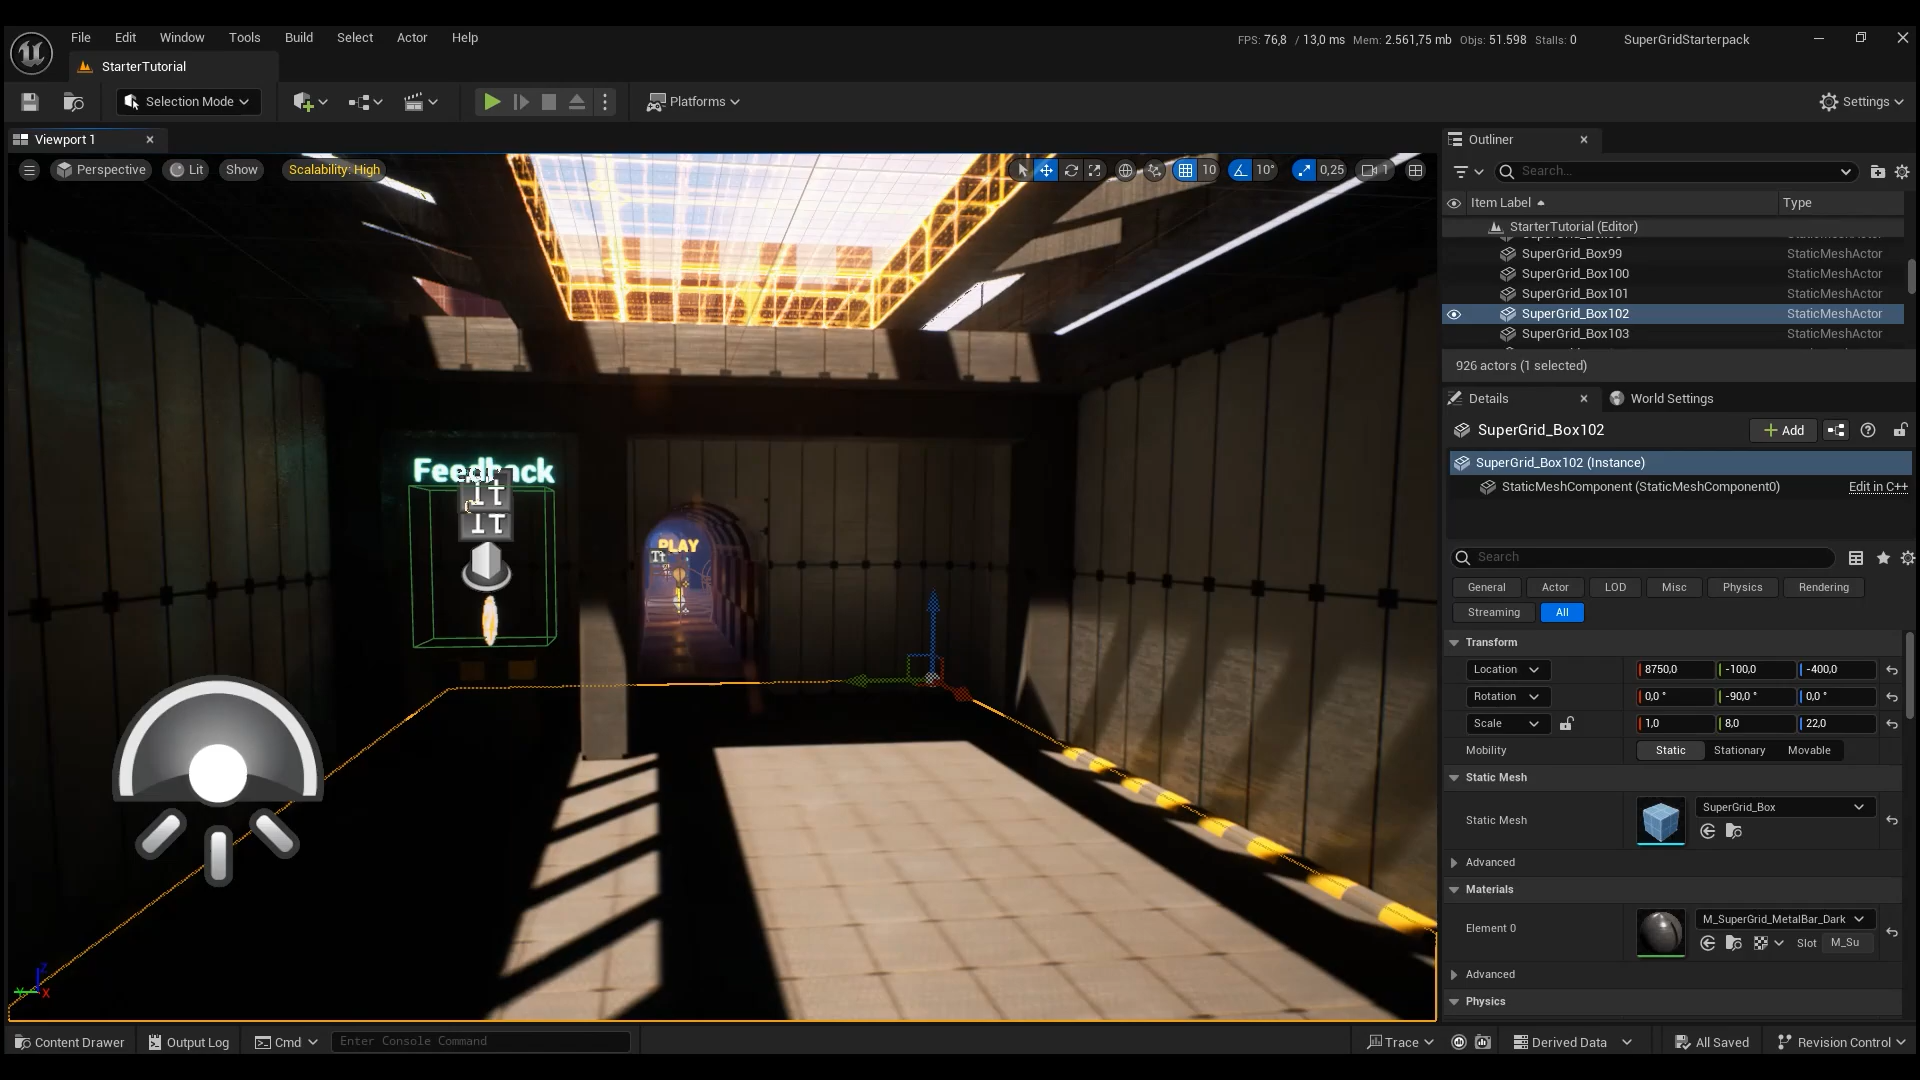 File Edit Window Tools Build Select Actor Help
FPS: 76,8 / 13,0 ms Mem: 2.561,75 mb Objs: 51.598 Stalls: 0
SuperGridStarterpack
StarterTutorial
Selection Mode
Platforms
Settings
Viewport 1
Perspective Lit Show Scalability: High
10 10° 0,25 1
Feedback
PLAY
Outliner
Search...
Item Label Type
StarterTutorial (Editor)
SuperGrid_Box99 StaticMeshActor
SuperGrid_Box100 StaticMeshActor
SuperGrid_Box101 StaticMeshActor
SuperGrid_Box102 StaticMeshActor
SuperGrid_Box103 StaticMeshActor
926 actors (1 selected)
Details World Settings
SuperGrid_Box102 Add
SuperGrid_Box102 (Instance)
StaticMeshComponent (StaticMeshComponent0) Edit in C++
Search
General Actor LOD Misc Physics Rendering
Streaming All
Transform
Location 8750,0 -100,0 -400,0
Rotation 0,0 ° -90,0 ° 0,0 °
Scale 1,0 8,0 22,0
Mobility Static Stationary Movable
Static Mesh
Static Mesh SuperGrid_Box
Advanced
Materials
Element 0 M_SuperGrid_MetalBar_Dark
Slot M_Su
Advanced
Physics
Content Drawer Output Log Cmd Enter Console Command
Trace Derived Data All Saved Revision Control